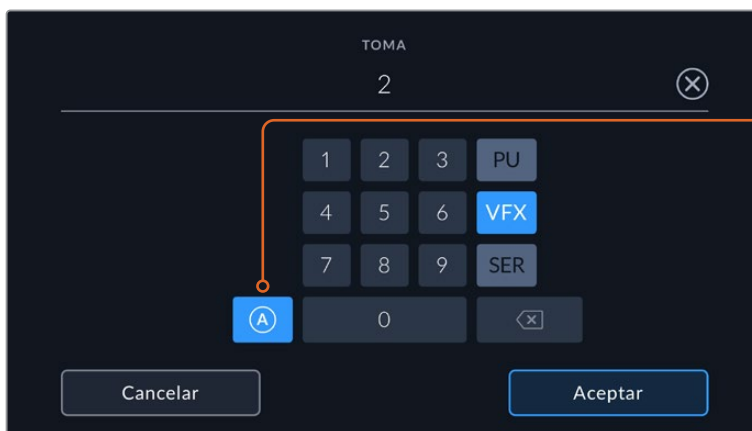 TOMA
2
1 2 3 PU
4 5 6 VFX
7 8 9 SER
A 0
Cancelar Aceptar